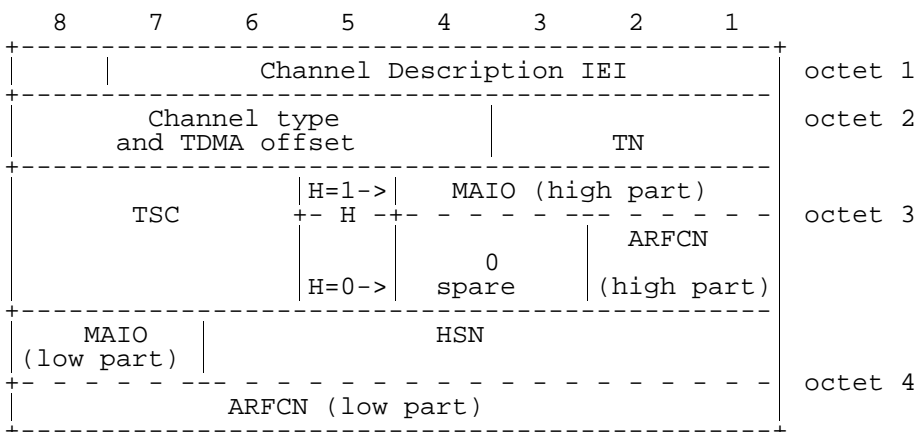 8 7 6 5 4 3 2 1
Channel Description IEI octet 1
Channel type octet 2
and TDMA offset TN
H=1-> MAIO (high part)
TSC H octet 3
ARFCN
0
H=0-> spare (high part)
MAIO HSN
(low part)
octet 4
ARFCN (low part)